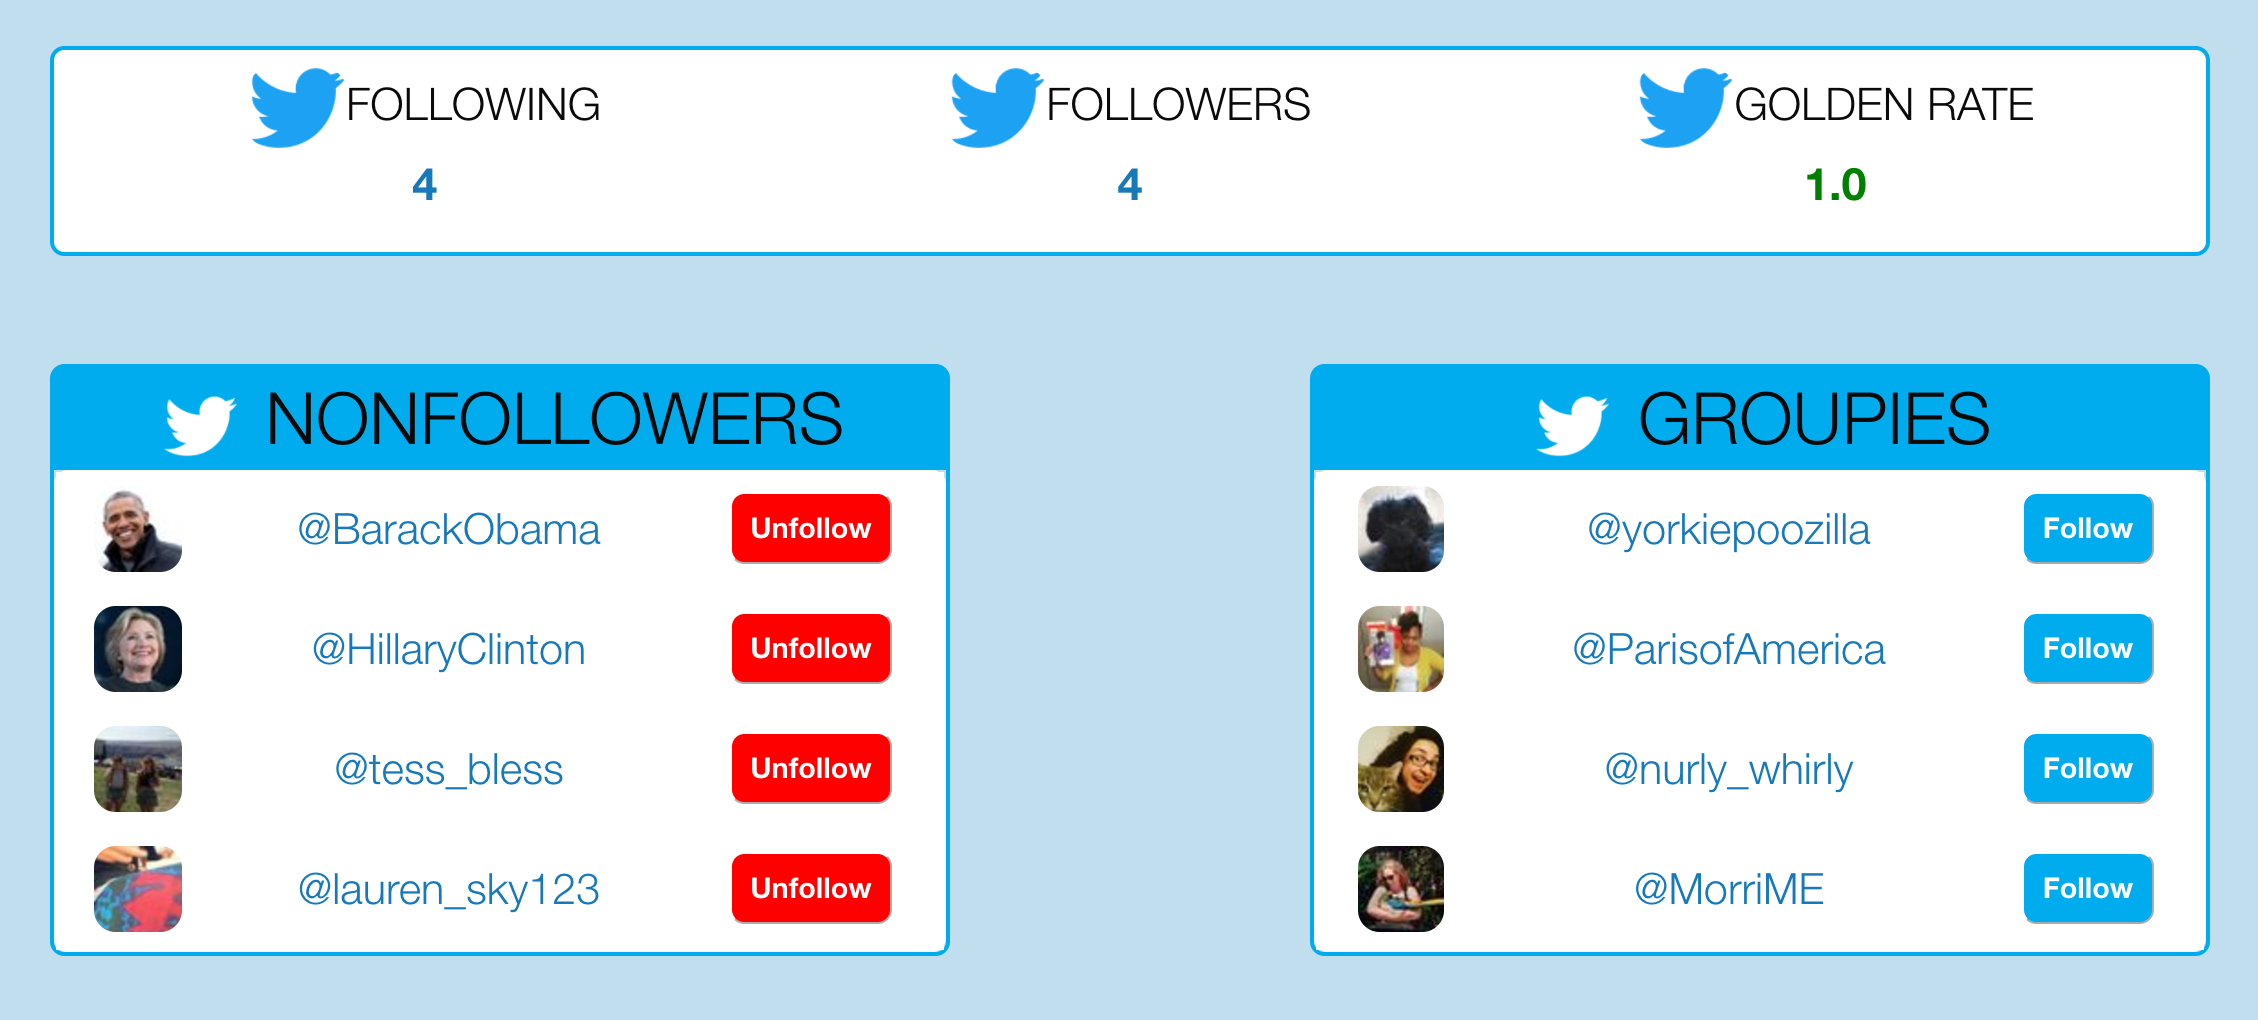 FOLLOWING
4
FOLLOWERS
4
GOLDEN RATE
1.0
NONFOLLOWERS
@BarackObama Unfollow
@HillaryClinton Unfollow
@tess_bless Unfollow
@lauren_sky123 Unfollow
GROUPIES
@yorkiepoozilla Follow
@ParisofAmerica Follow
@nurly_whirly Follow
@MorriME Follow